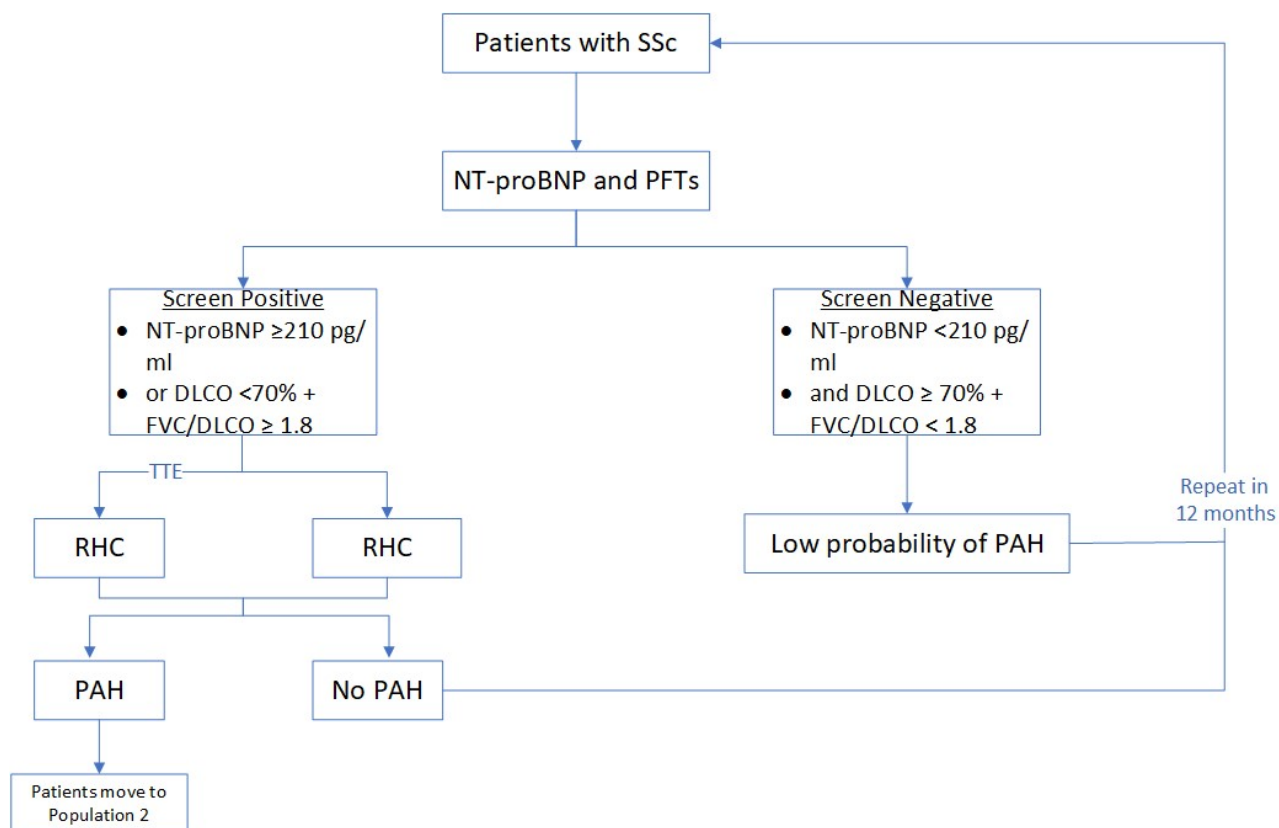 Patients with SSc
NT-proBNP and PFTs
Screen Positive
● NT-proBNP ≥210 pg/
ml
● or DLCO <70% +
FVC/DLCO ≥ 1.8
Screen Negative
● NT-proBNP <210 pg/
ml
● and DLCO ≥ 70% +
FVC/DLCO < 1.8
TTE
Repeat in
12 months
RHC
RHC
Low probability of PAH
PAH
No PAH
Patients move to
Population 2